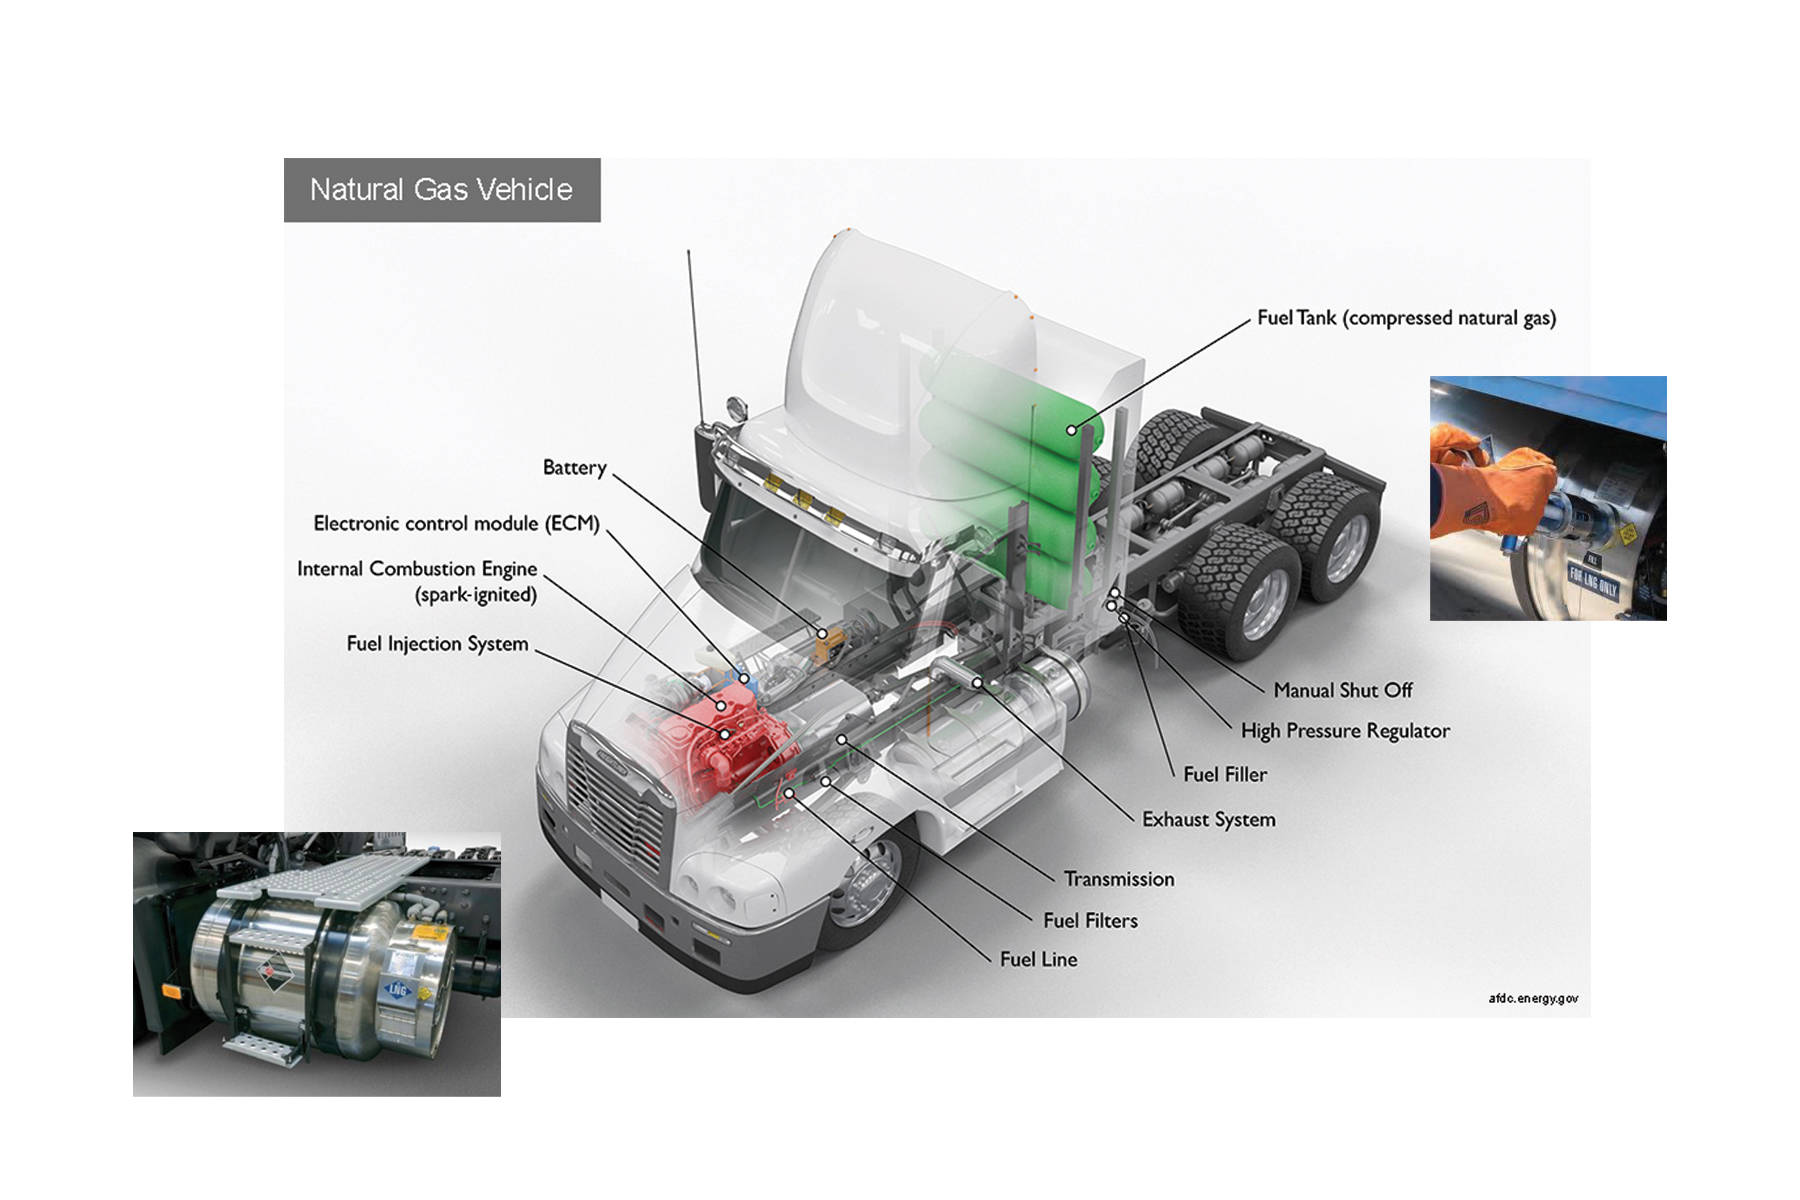 Natural Gas Vehicle
Fuel Tank (compressed natural gas)
Battery
Electronic control module (ECM)
Internal Combustion Engine
(spark-ignited)
Fuel Injection System
FOR LNG ONLY
Manual Shut Off
High Pressure Regulator
Fuel Filler
Exhaust System
Transmission
Fuel Filters
Fuel Line
LNG
afdc.energy.gov